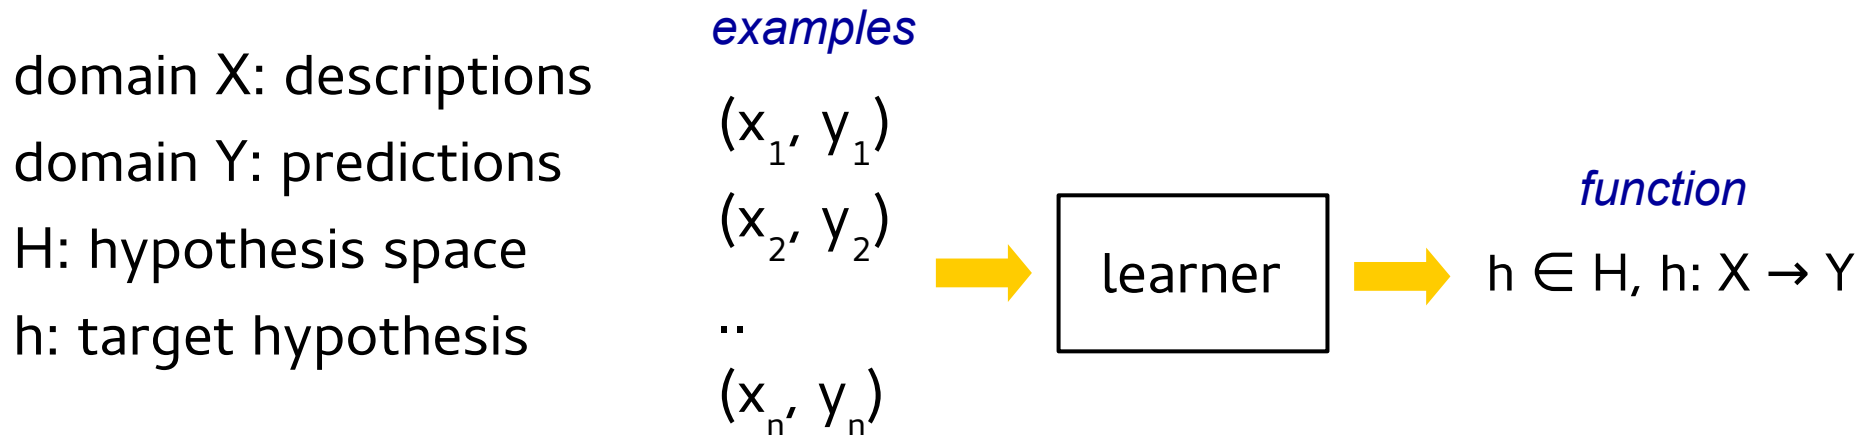 domain X: descriptions
domain Y: predictions
H: hypothesis space
h: target hypothesis
examples
(x₁, y₁)
(x₂, y₂)
..
(xₙ, yₙ)
learner
function
h ∈ H, h: X → Y